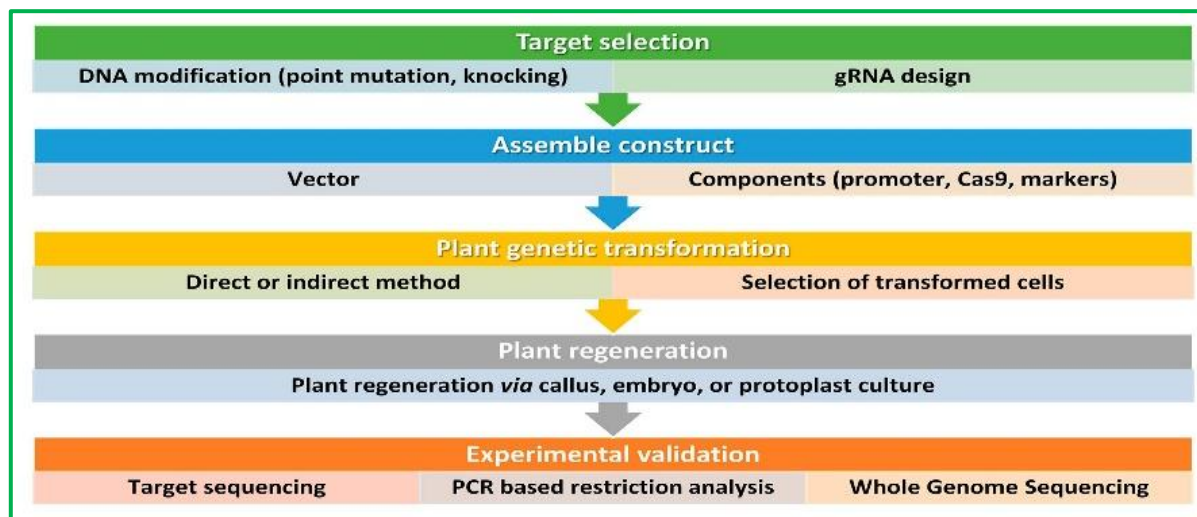 Target selection
DNA modification (point mutation, knocking)
gRNA design
Assemble construct
Vector
Components (promoter, Cas9, markers)
Plant genetic transformation
Direct or indirect method
Selection of transformed cells
Plant regeneration
Plant regeneration via callus, embryo, or protoplast culture
Experimental validation
Target sequencing
PCR based restriction analysis
Whole Genome Sequencing